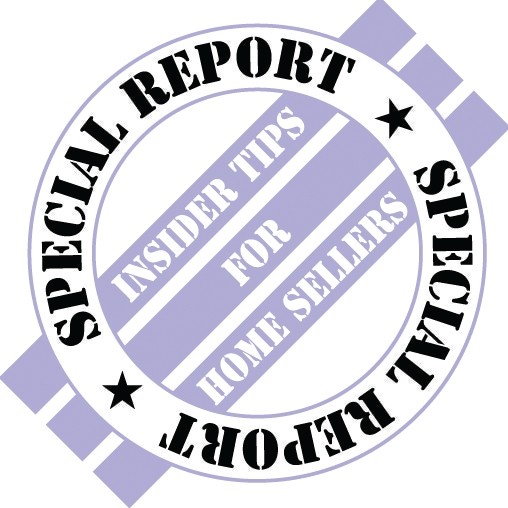 SPECIAL REPORT
INSIDER TIPS
FOR
HOME SELLERS
SPECIAL REPORT